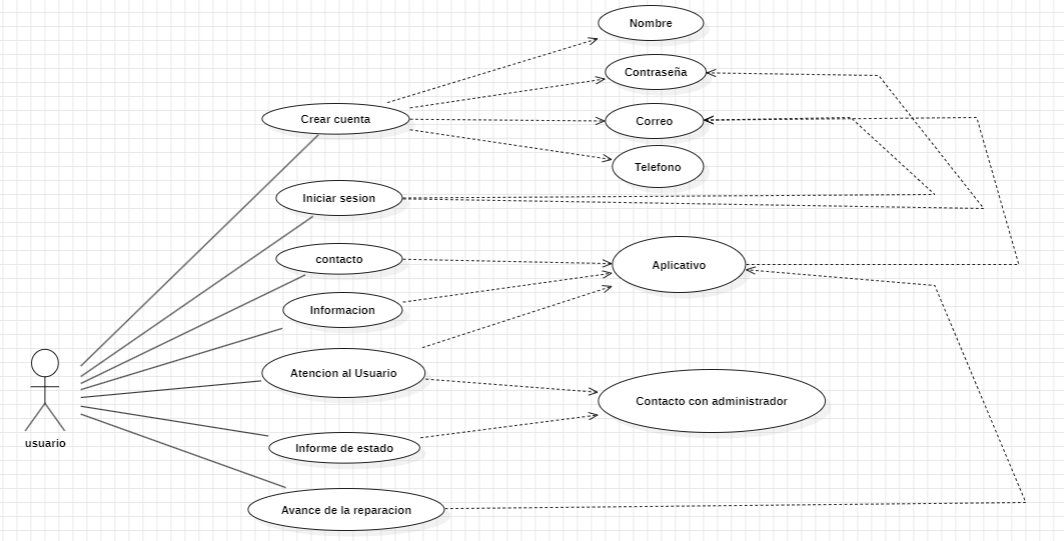 Nombre
Contraseña
Crear cuenta
Correo
Telefono
Iniciar sesion
contacto
Aplicativo
Informacion
Atencion al Usuario
Contacto con administrador
usuario
Informe de estado
Avance de la reparacion